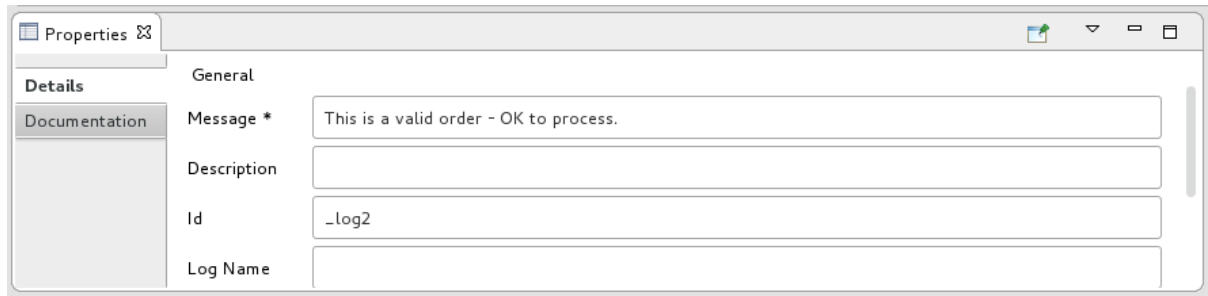 Properties
Details
Documentation
General
Message * This is a valid order - OK to process.
Description
Id _log2
Log Name